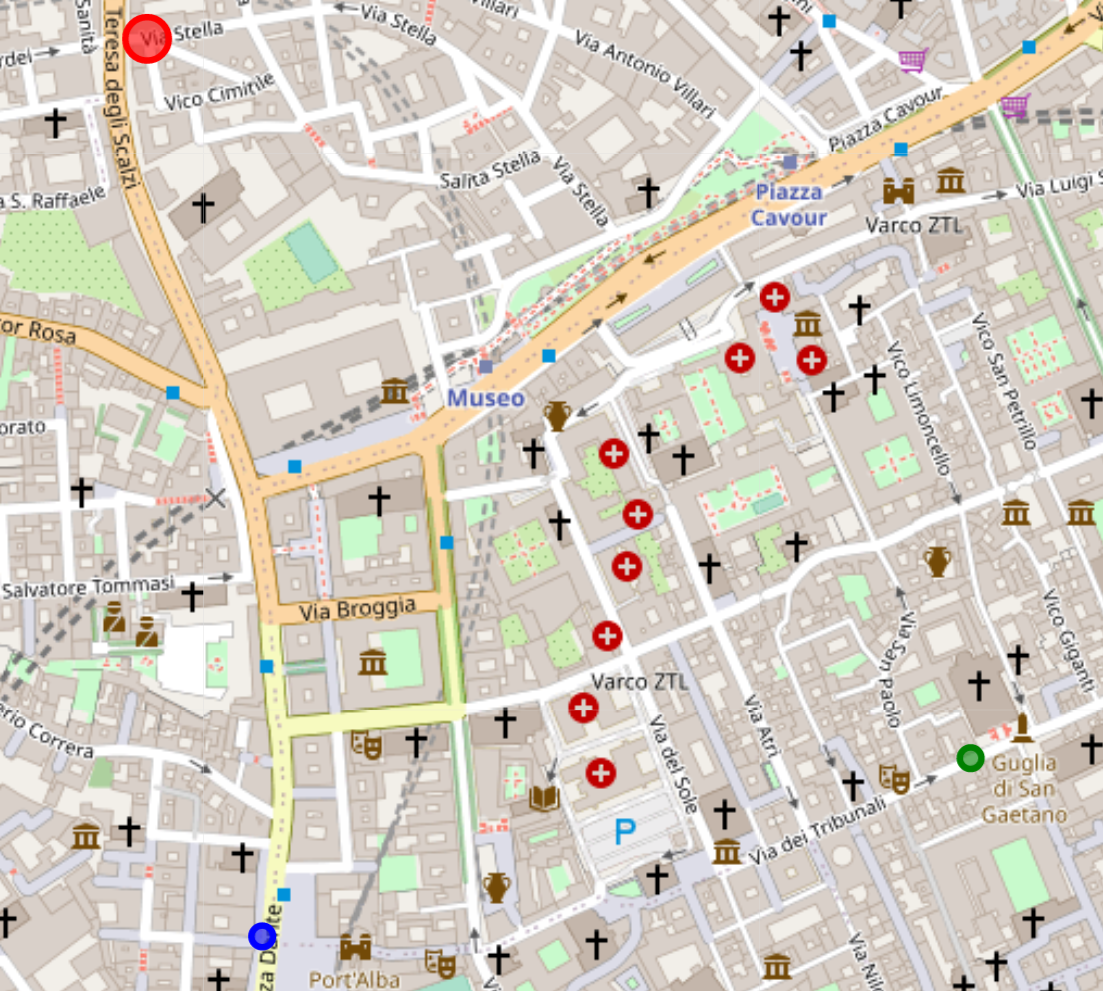 Sanità
Teresa degli Scalzi
Via Stella
Via Stella
Villari
Via Antonio Villari
Vico Cimitile
Salita Stella
Via Stella
Piazza Cavour
Piazza
Cavour
Via Luigi S
Varco ZTL
a S. Raffaele
or Rosa
Museo
Vico Limoncello
Vico San Petrillo
orato
Salvatore Tommasi
Via Broggia
Via San Paolo
Vico Giganti
Varco ZTL
Via del Sole
Via Atri
erio Correra
Guglia
di San
Gaetano
P
Via dei Tribunali
za Dante
Port'Alba
Via Nil